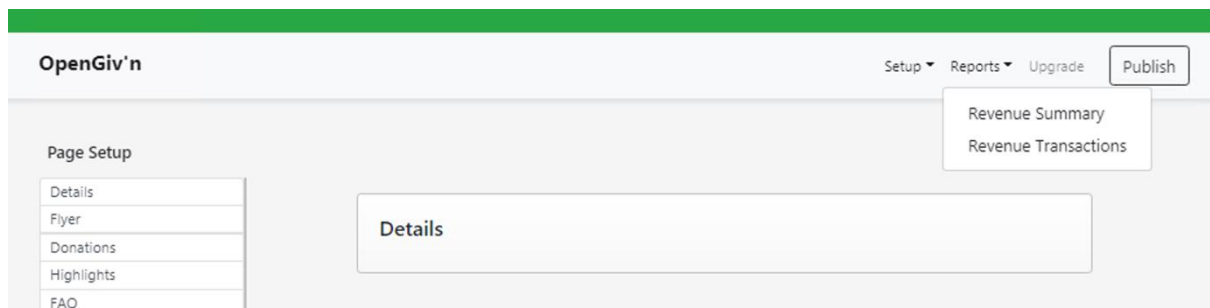 OpenGiv'n
Setup Reports Upgrade Publish
Revenue Summary
Revenue Transactions
Page Setup
Details
Flyer
Donations
Highlights
FAQ
Details